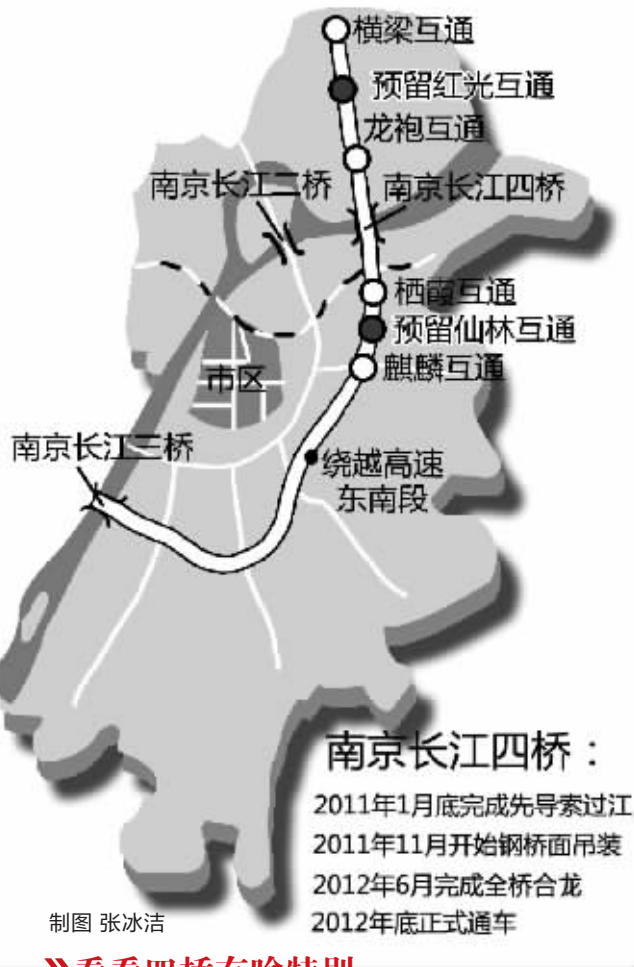 横梁互通
预留红光互通
龙袍互通
南京长江二桥
南京长江四桥
栖霞互通
预留仙林互通
市区
麒麟互通
南京长江三桥
绕越高速
东南段
南京长江四桥：
2011年1月底完成先导索过江
2011年11月开始钢桥面吊装
2012年6月完成全桥合龙
2012年底正式通车
制图 张冰洁